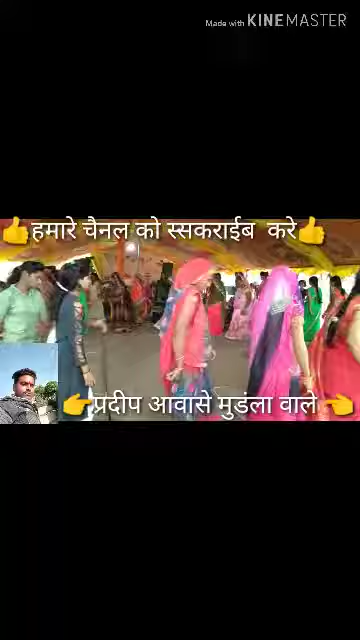 Made with KINEMASTER
👍हमारे चैनल को स्सकराईब करे👍
👉प्रदीप आवासे मुडंला वाले👈